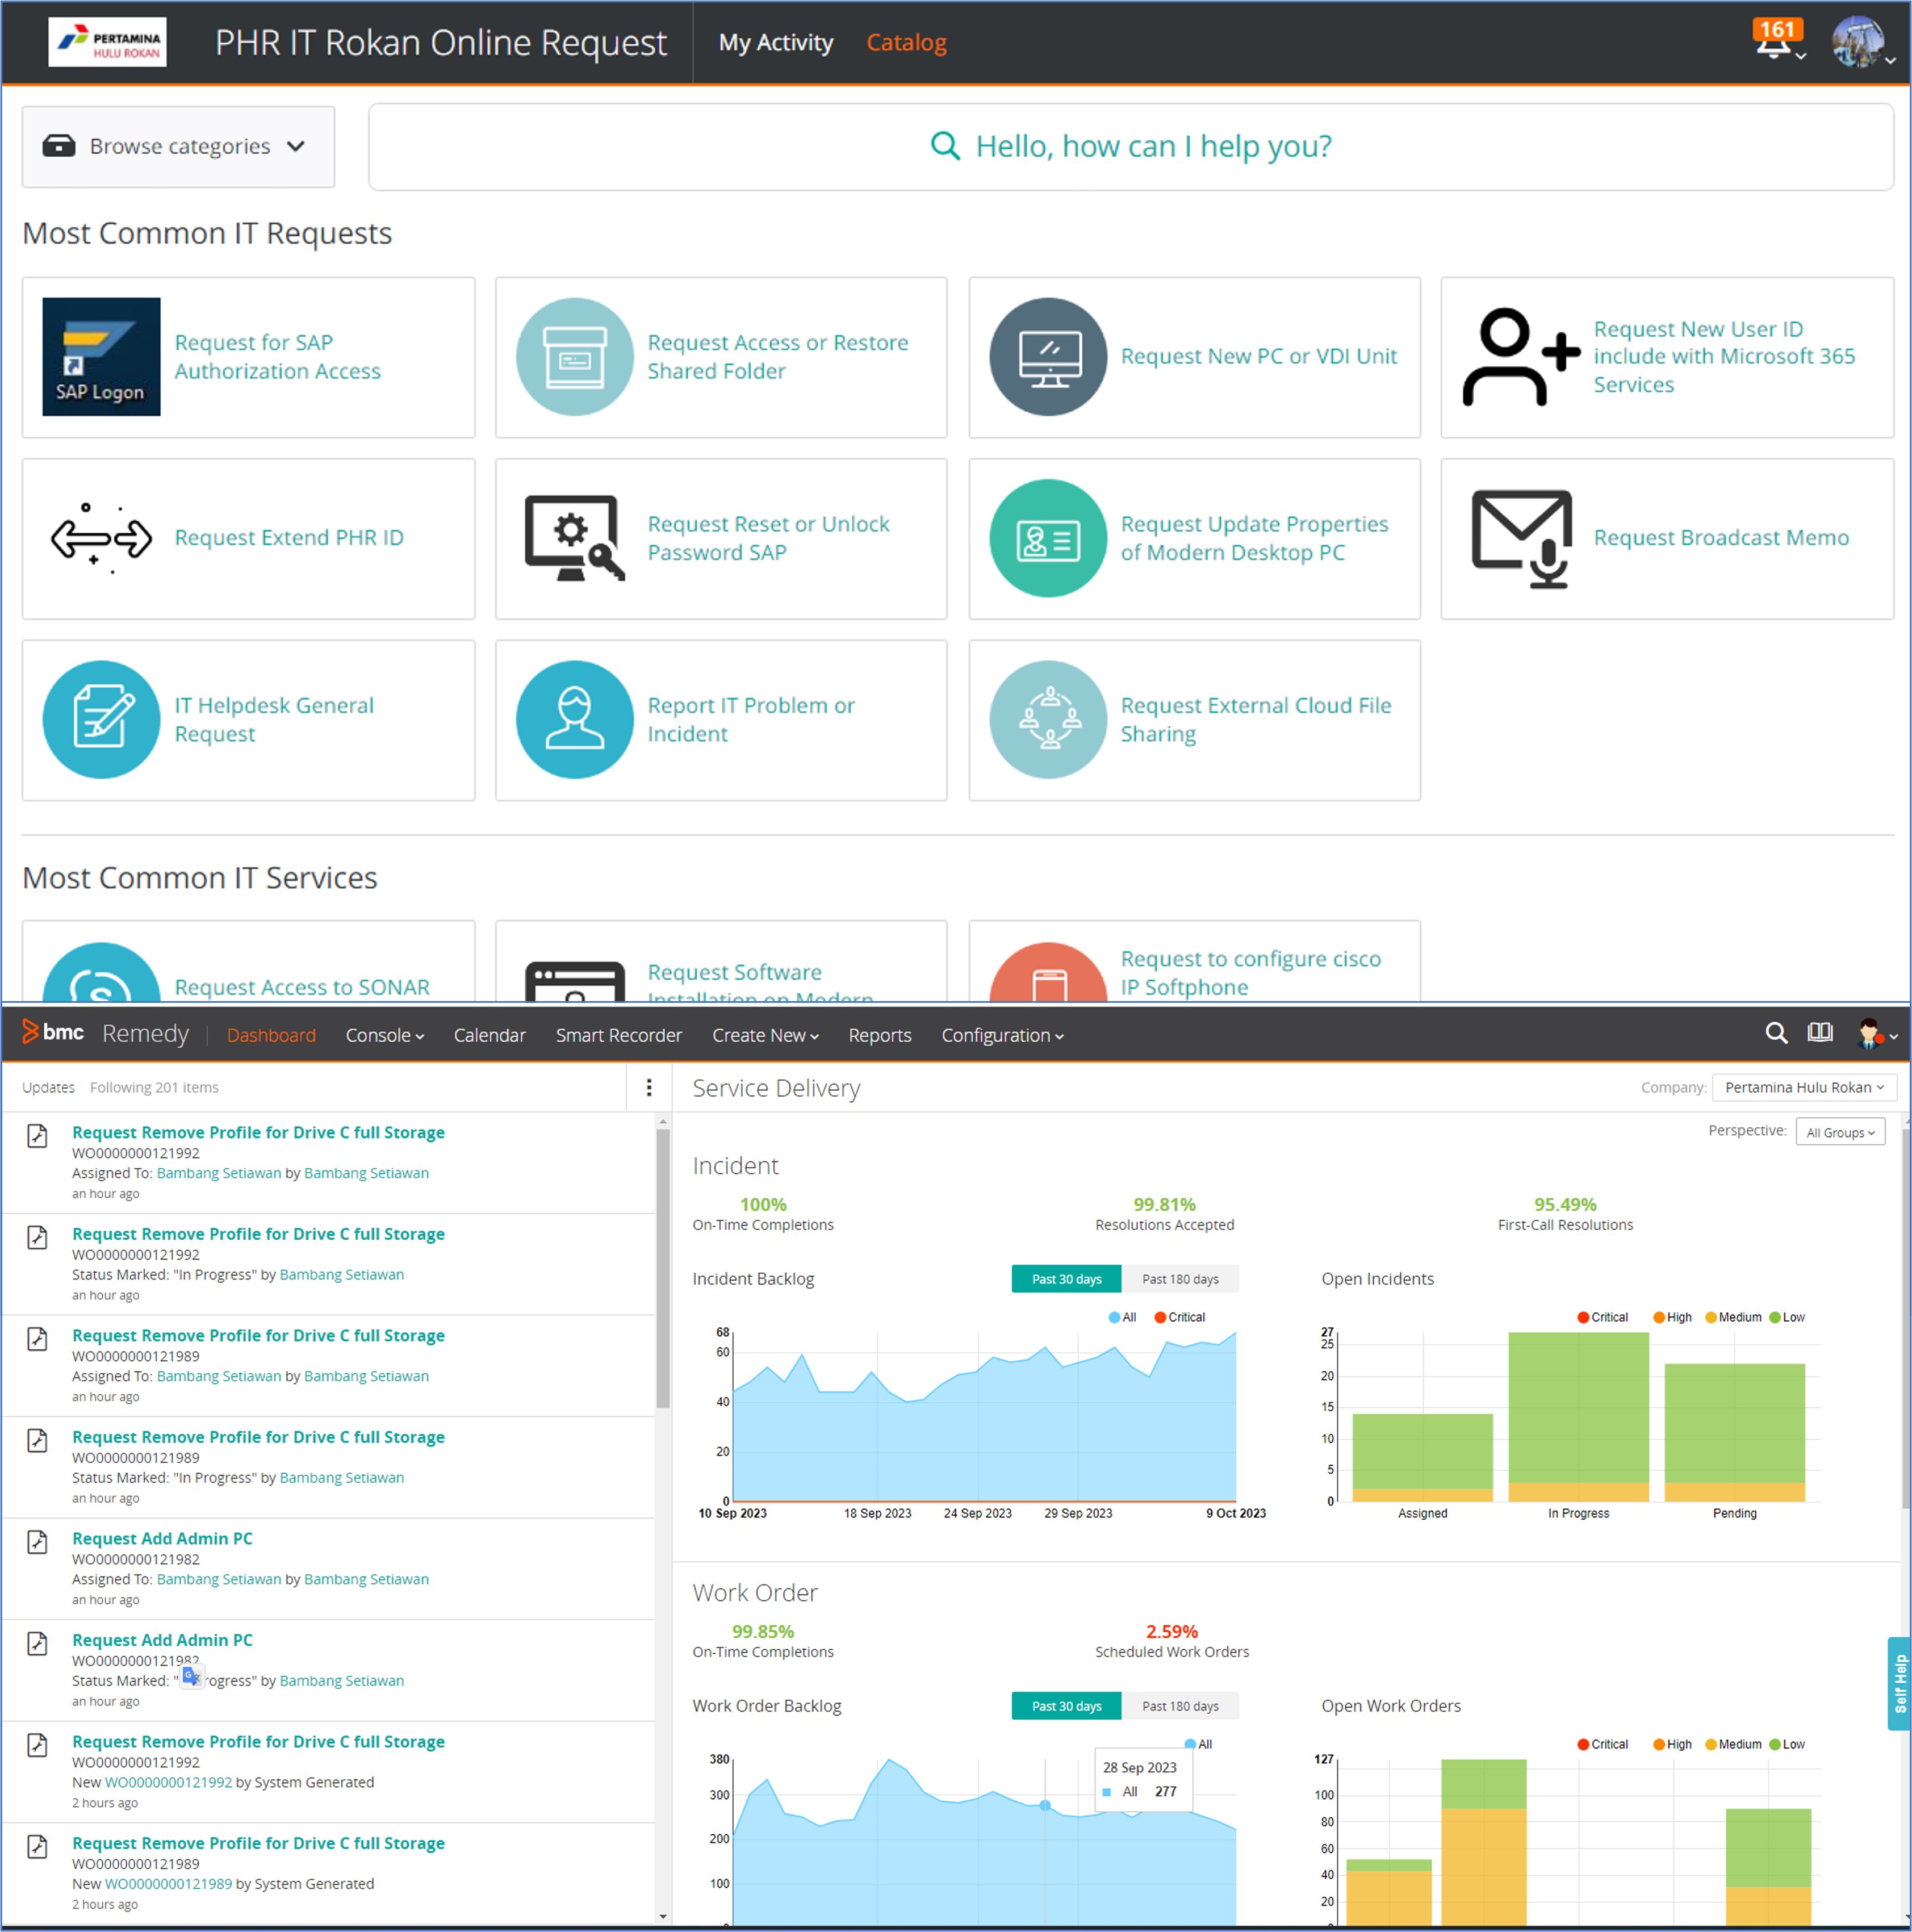 PERTAMINA
HULU ROKAN
PHR IT Rokan Online Request
My Activity
Catalog
161
Browse categories
Hello, how can I help you?
Most Common IT Requests
SAP Logon
Request for SAP
Authorization Access
Request Access or Restore
Shared Folder
Request New PC or VDI Unit
Request New User ID
include with Microsoft 365
Services
Request Extend PHR ID
Request Reset or Unlock
Password SAP
Request Update Properties
of Modern Desktop PC
Request Broadcast Memo
IT Helpdesk General
Request
Report IT Problem or
Incident
Request External Cloud File
Sharing
Most Common IT Services
Request Access to SONAR
Request Software
Installation on Modern
Request to configure cisco
IP Softphone
bmc Remedy
Dashboard
Console
Calendar
Smart Recorder
Create New
Reports
Configuration
Updates Following 201 items
Request Remove Profile for Drive C full Storage
WO0000000121992
Assigned To: Bambang Setiawan by Bambang Setiawan
an hour ago
Request Remove Profile for Drive C full Storage
WO0000000121992
Status Marked: "In Progress" by Bambang Setiawan
an hour ago
Request Remove Profile for Drive C full Storage
WO0000000121989
Assigned To: Bambang Setiawan by Bambang Setiawan
an hour ago
Request Remove Profile for Drive C full Storage
WO0000000121989
Status Marked: "In Progress" by Bambang Setiawan
an hour ago
Request Add Admin PC
WO0000000121982
Assigned To: Bambang Setiawan by Bambang Setiawan
an hour ago
Request Add Admin PC
WO0000000121982
Status Marked: " rogress" by Bambang Setiawan
an hour ago
Request Remove Profile for Drive C full Storage
WO0000000121992
New WO0000000121992 by System Generated
2 hours ago
Request Remove Profile for Drive C full Storage
WO0000000121989
New WO0000000121989 by System Generated
2 hours ago
Service Delivery
Company: Pertamina Hulu Rokan
Perspective: All Groups
Incident
100%
On-Time Completions
99.81%
Resolutions Accepted
95.49%
First-Call Resolutions
Incident Backlog
Past 30 days
Past 180 days
All
Critical
68
60
40
20
0
10 Sep 2023
18 Sep 2023
24 Sep 2023
29 Sep 2023
9 Oct 2023
Open Incidents
Critical
High
Medium
Low
27
25
20
15
10
5
0
Assigned
In Progress
Pending
Work Order
99.85%
On-Time Completions
2.59%
Scheduled Work Orders
Work Order Backlog
Past 30 days
Past 180 days
All
380
300
200
100
28 Sep 2023
All 277
Open Work Orders
Critical
High
Medium
Low
127
100
80
60
40
20
Self Help